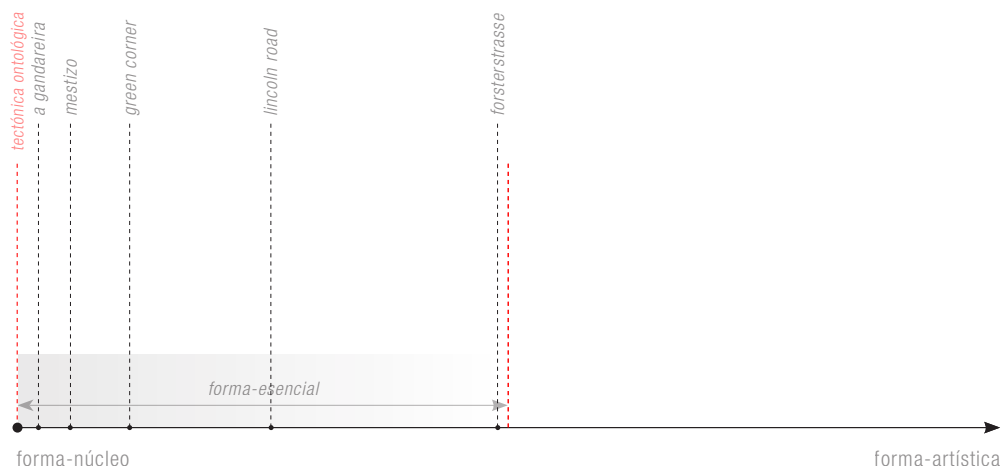 tectónica ontológica
a gandareira
mestizo
green corner
lincoln road
forsterstrasse
forma-esencial
forma-núcleo
forma-artística